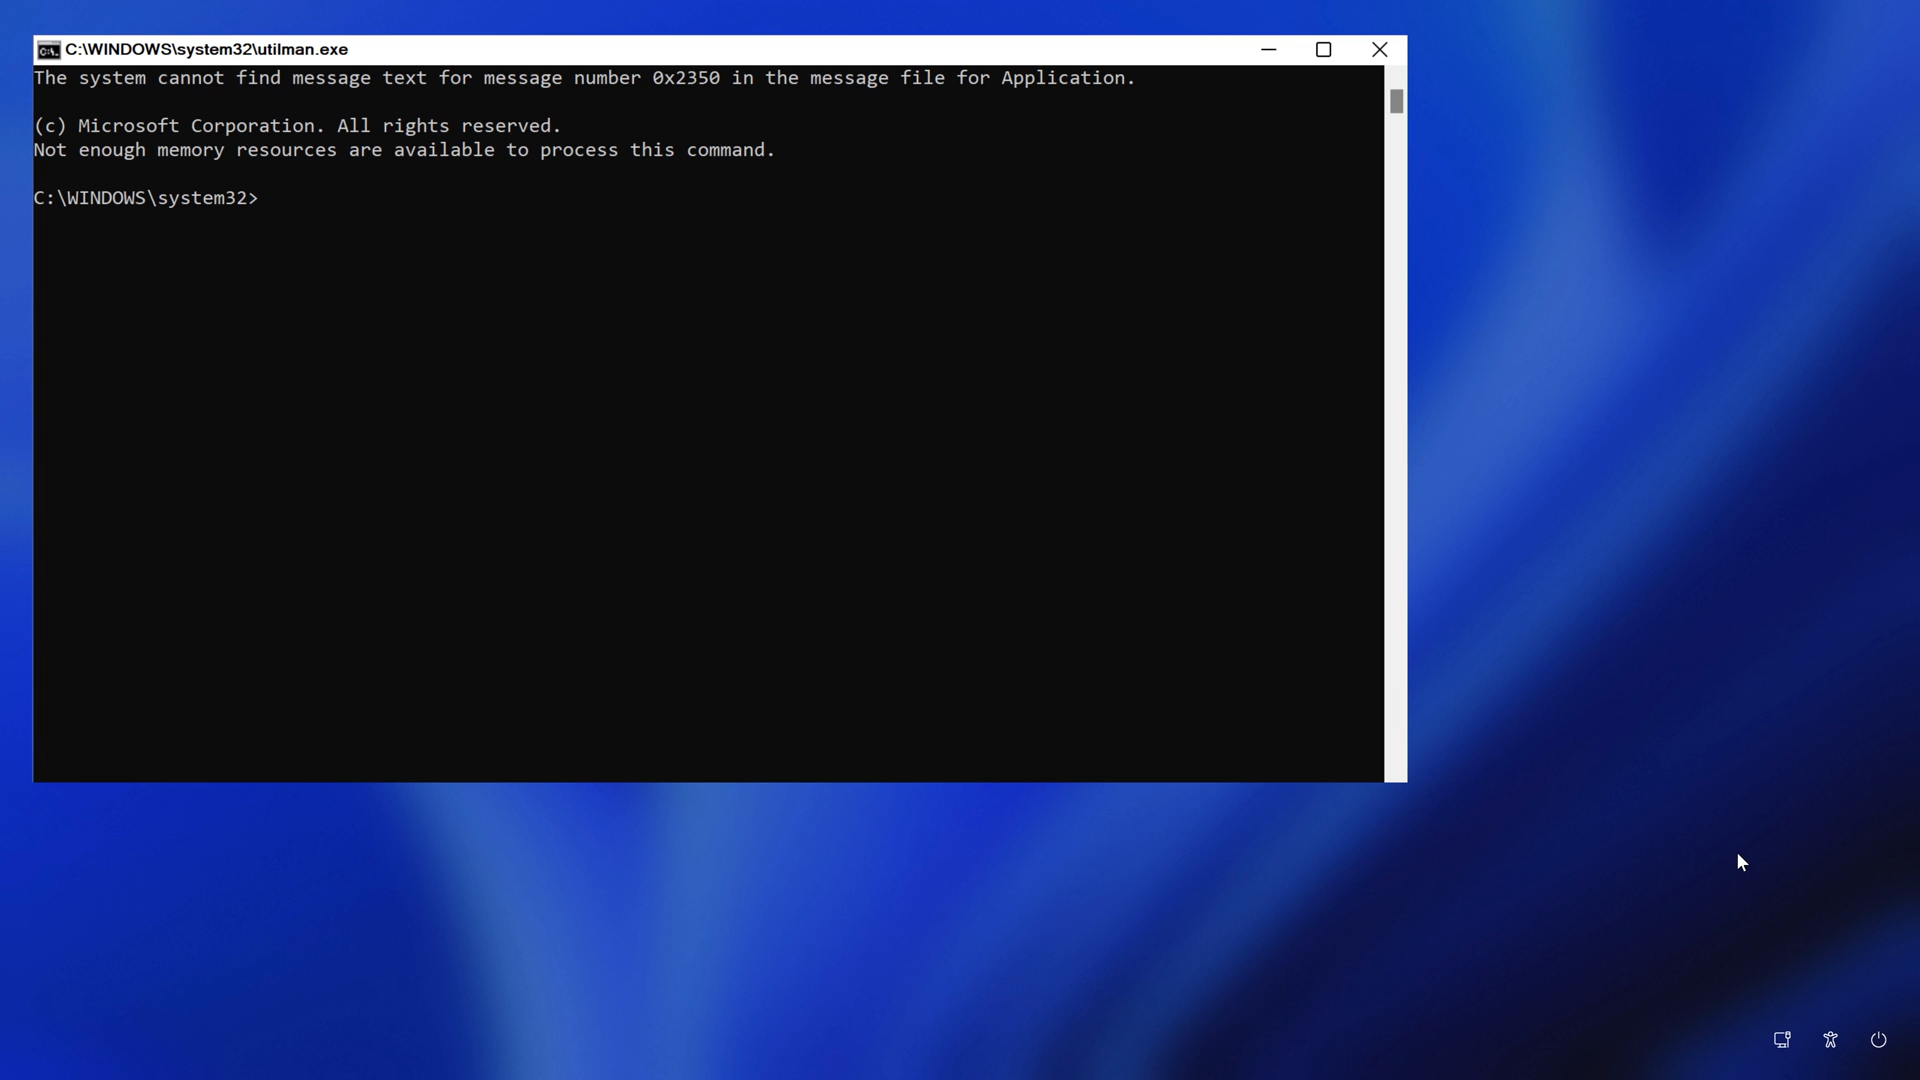 C:\WINDOWS\system32\utilman.exe
The system cannot find message text for message number 0x2350 in the message file for Application.
(c) Microsoft Corporation. All rights reserved.
Not enough memory resources are available to process this command.
C:\WINDOWS\system32>